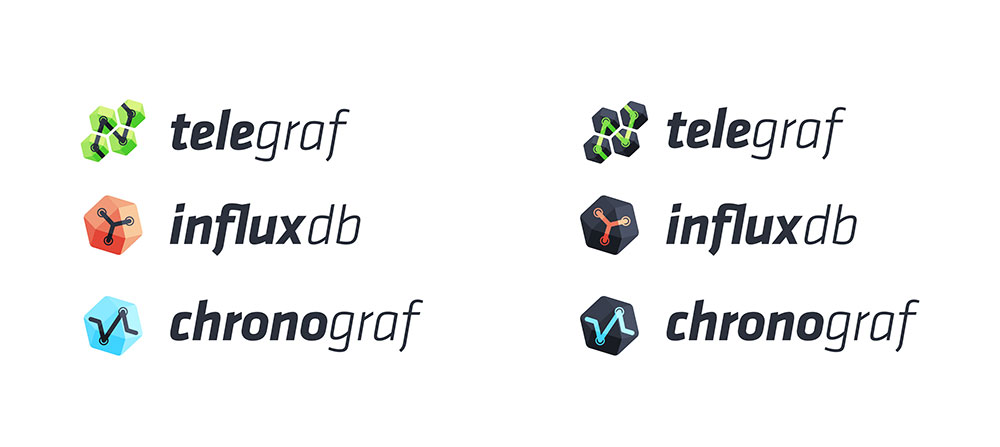 telegraf telegraf
influxdb influxdb
chronograf chronograf